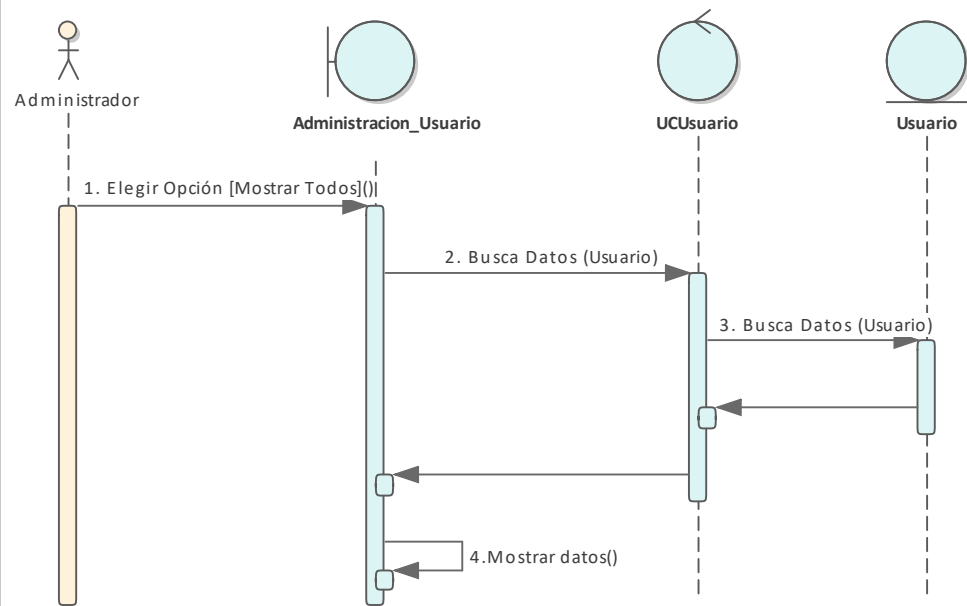 Administrador
Administracion_Usuario
UCUsuario
Usuario
1. Elegir Opción [Mostrar Todos]()
2. Busca Datos (Usuario)
3. Busca Datos (Usuario)
4.Mostrar datos()